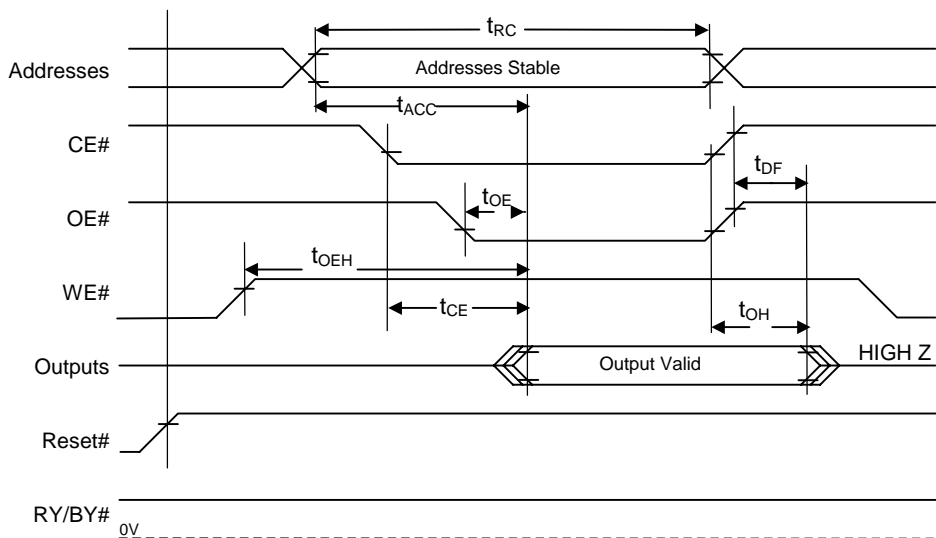 tRC
Addresses
Addresses Stable
tACC
CE#
tDF
OE#
tOE
tOEH
WE#
tCE
tOH
Outputs
Output Valid
HIGH Z
Reset#
RY/BY#
0V